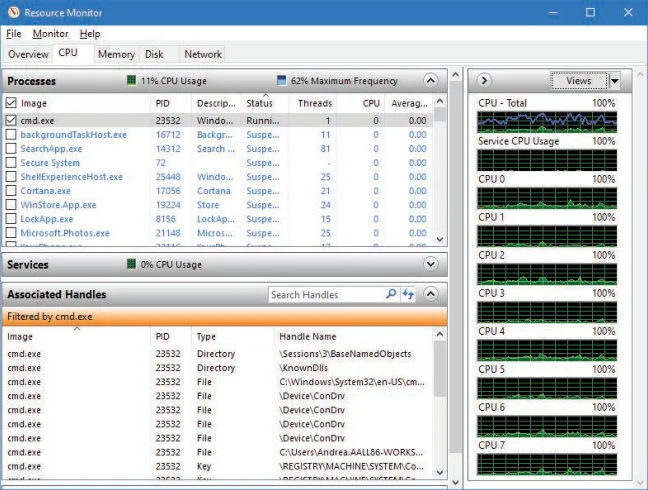 Resource Monitor
File Monitor Help
Overview CPU Memory Disk Network
Processes 11% CPU Usage 62% Maximum Frequency
Image PID Descrip... Status Threads CPU Averag...
cmd.exe 23532 Windo... Runni... 1 0 0.00
backgroundTaskHost.exe 16712 Backgr... Suspe... 11 0 0.00
SearchApp.exe 14312 Search ... Suspe... 81 0 0.00
Secure System 72 Suspe... - 0 0.00
ShellExperienceHost.exe 25448 Windo... Suspe... 25 0 0.00
Cortana.exe 17056 Cortana Suspe... 21 0 0.00
WinStore.App.exe 19224 Store Suspe... 24 0 0.00
LockApp.exe 8156 LockAp... Suspe... 15 0 0.00
Microsoft.Photos.exe 21148 Micros... Suspe... 25 0 0.00
Services 0% CPU Usage
Associated Handles Search Handles
Filtered by cmd.exe
Image PID Type Handle Name
cmd.exe 23532 Directory \Sessions\3\BaseNamedObjects
cmd.exe 23532 Directory \KnownDlls
cmd.exe 23532 File C:\Windows\System32\en-US\cm...
cmd.exe 23532 File \Device\ConDrv
cmd.exe 23532 File \Device\ConDrv
cmd.exe 23532 File \Device\ConDrv
cmd.exe 23532 File \Device\ConDrv
cmd.exe 23532 File C:\Users\Andrea.AALL86-WORKS...
cmd.exe 23532 Key \REGISTRY\MACHINE\SYSTEM\Co...
cmd.exe 23532 Key \REGISTRY\MACHINE\SYSTEM\Co...
Views
CPU - Total 100%
Service CPU Usage 100%
CPU 0 100%
CPU 1 100%
CPU 2 100%
CPU 3 100%
CPU 4 100%
CPU 5 100%
CPU 6 100%
CPU 7 100%